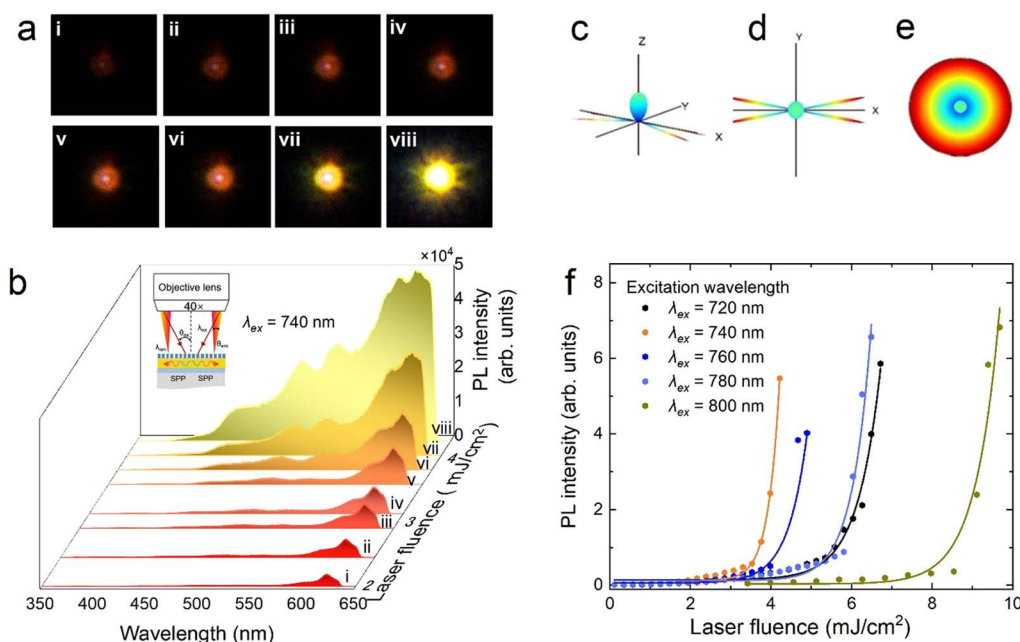 a
i
ii
iii
iv
v
vi
vii
viii
c
Z
Y
X
d
Y
X
e
b
×10⁴
Objective lens
40×
λex = 740 nm
θex
λex
λem
θem
SPP SPP
5
4
3
2
1
0
PL intensity
(arb. units)
viii
vii
vi
v
iv
iii
ii
i
4
3
2
Laser fluence ( mJ/cm²)
350 400 450 500 550 600 650
Wavelength (nm)
f
Excitation wavelength
λex = 720 nm
λex = 740 nm
λex = 760 nm
λex = 780 nm
λex = 800 nm
8
6
4
2
0
PL intensity (arb. units)
0 2 4 6 8 10
Laser fluence (mJ/cm²)